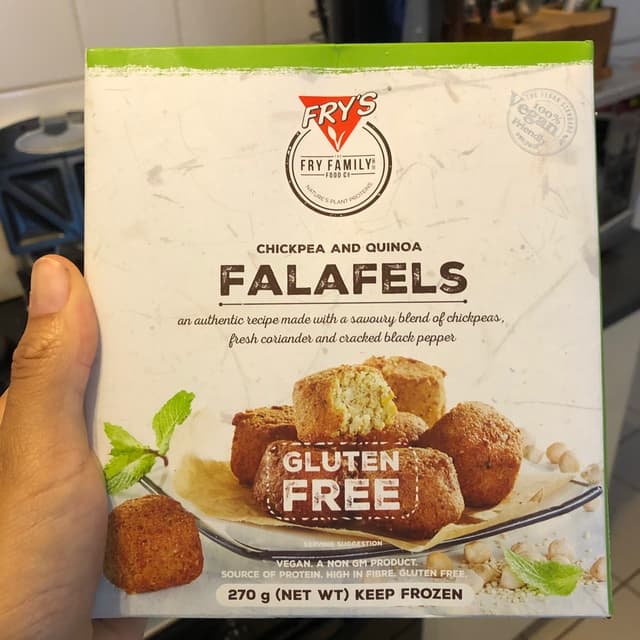 FRY'S
THE
FRY FAMILY
FOOD CO
NATURE'S PLANT PROTEINS
100%
Vegan
Friendly
CHICKPEA AND QUINOA
FALAFELS
an authentic recipe made with a savoury blend of chickpeas,
fresh coriander and cracked black pepper
GLUTEN
FREE
SERVING SUGGESTION
VEGAN. A NON GM PRODUCT.
SOURCE OF PROTEIN. HIGH IN FIBRE. GLUTEN FREE.
270 g (NET WT) KEEP FROZEN